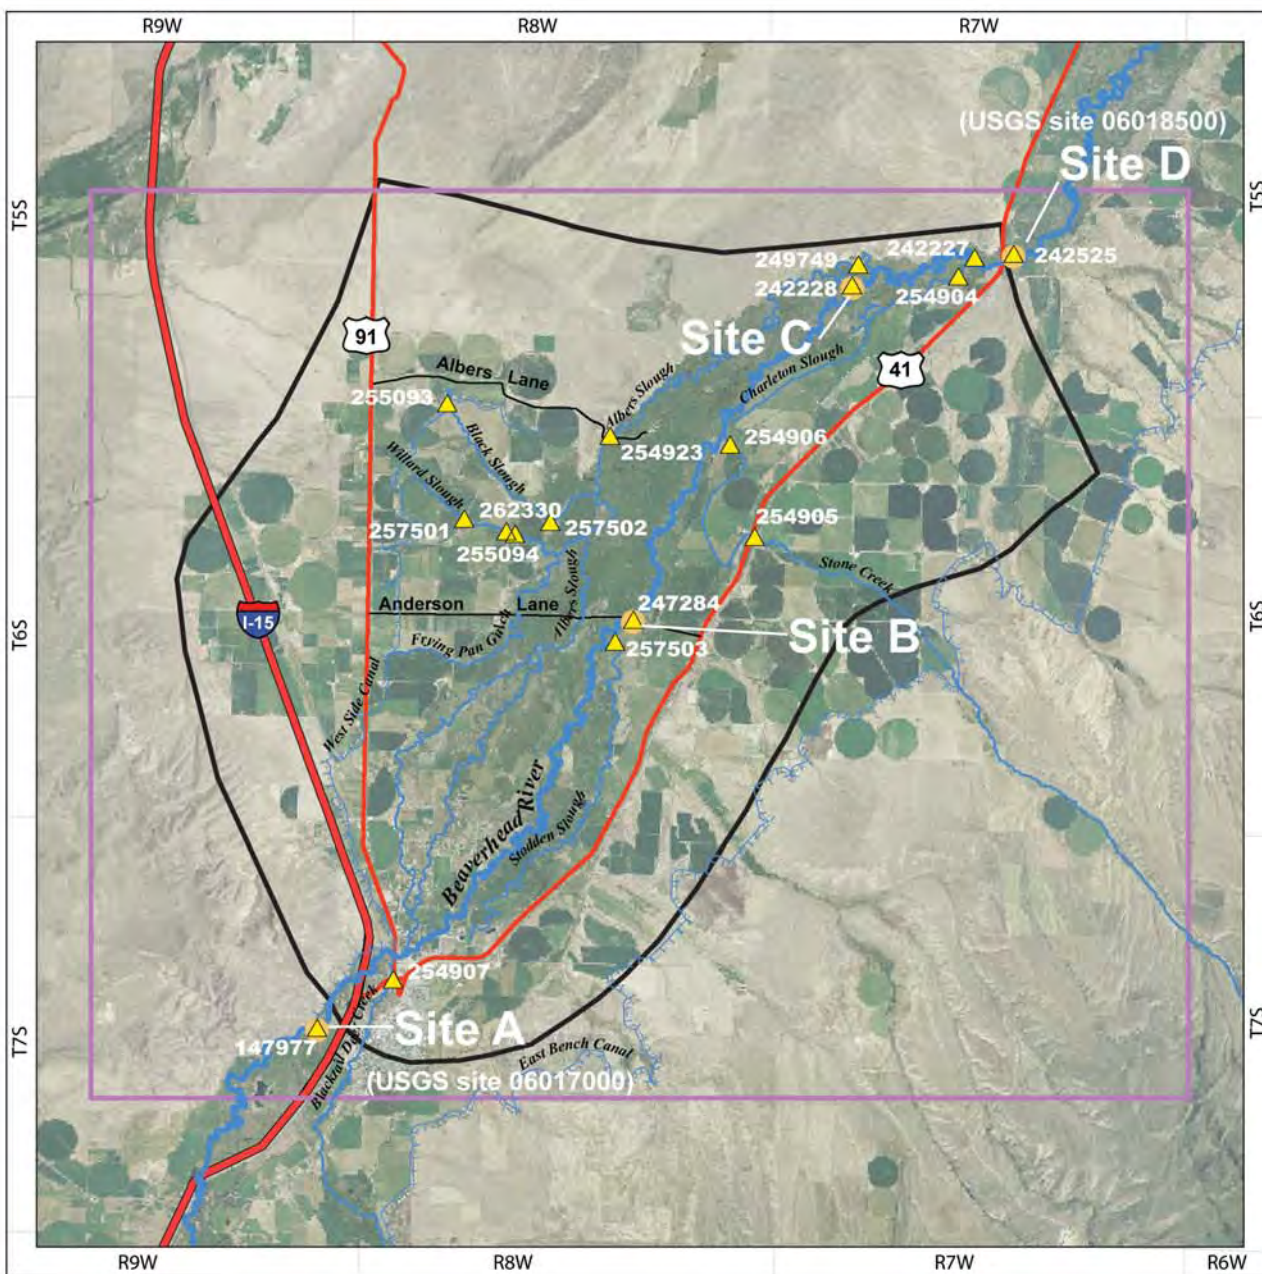 R9W R8W R7W
(USGS site 06018500)
Site D
T5S
T5S
249749
242227
242525
242228
254904
Site C
91
41
Albers Lane
Charleton Slough
Albers Slough
255093
Black Slough
254923
254906
Willard Slough
262330
257501
257502
254905
255094
Stone Creek
Albers Slough
I-15
Anderson Lane
247284
Site B
Frying Pan Gulch
257503
T6S
T6S
West Side Canal
Beaverhead River
Stodden Slough
254907
Site A
147977
(USGS site 06017000)
East Bench Canal
Blacktail Deer Creek
T7S
T7S
R9W R8W R7W R6W